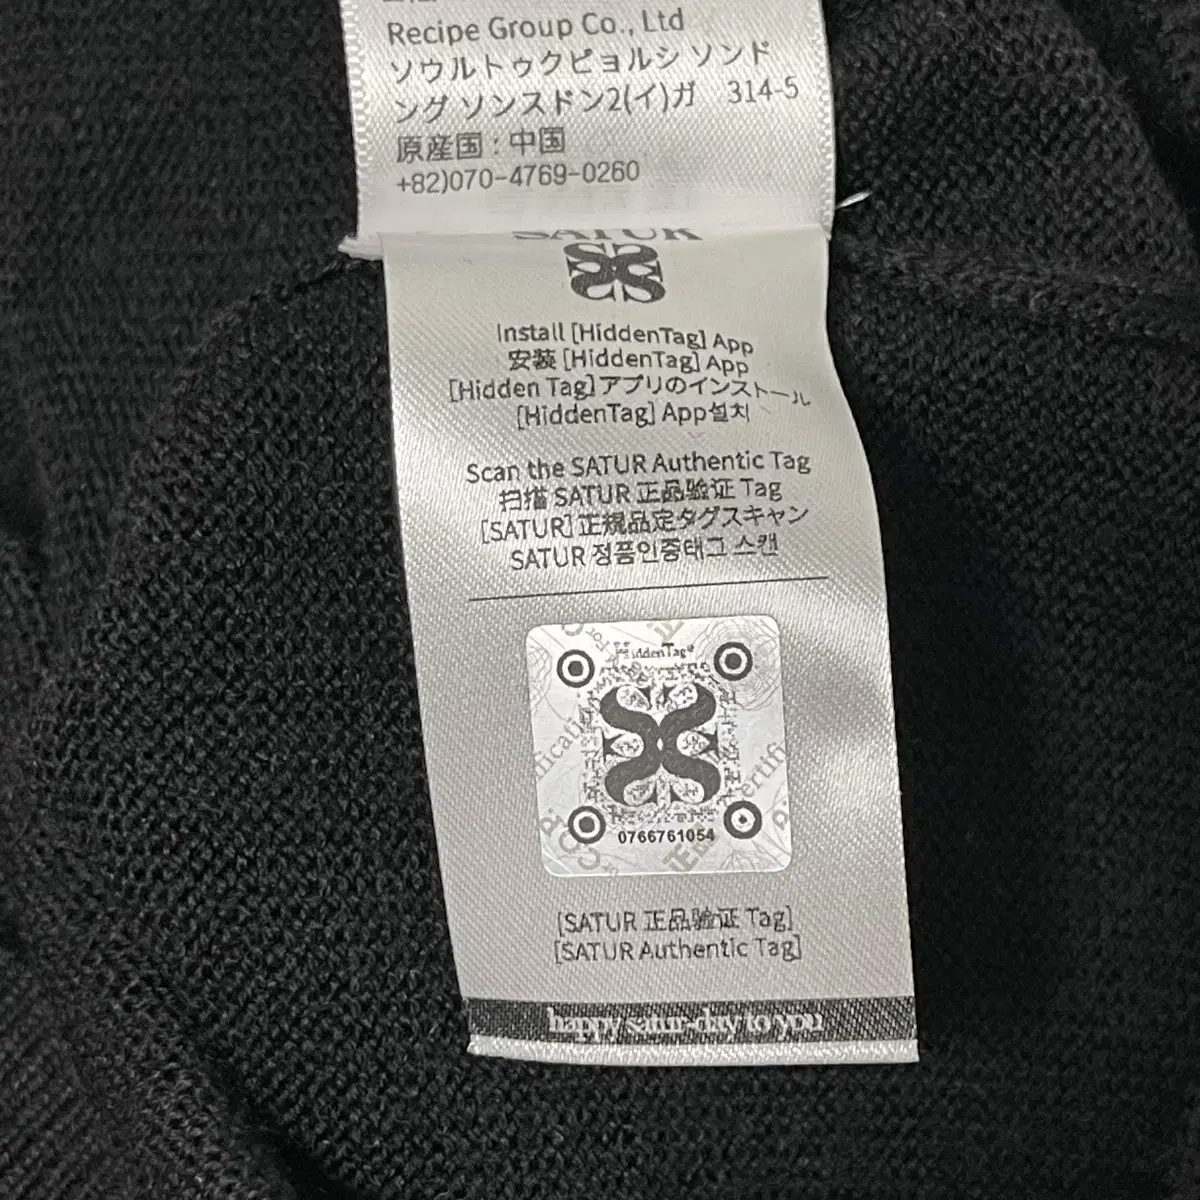 Recipe Group Co., Ltd
ソウルトゥクピョルシ ソンド
ング ソンスドン2(イ)ガ 314-5
原産国 : 中国
+82)070-4769-0260
SATUR
Install [HiddenTag] App
安装 [HiddenTag] App
[Hidden Tag] アプリのインストール
[HiddenTag] App설치
Scan the SATUR Authentic Tag
扫描 SATUR 正品验证 Tag
[SATUR] 正規品定タグスキャン
SATUR 정품인증태그 스캔
HiddenTag®
0766761054
[SATUR 正品验证 Tag]
[SATUR Authentic Tag]
happy satur-day to you